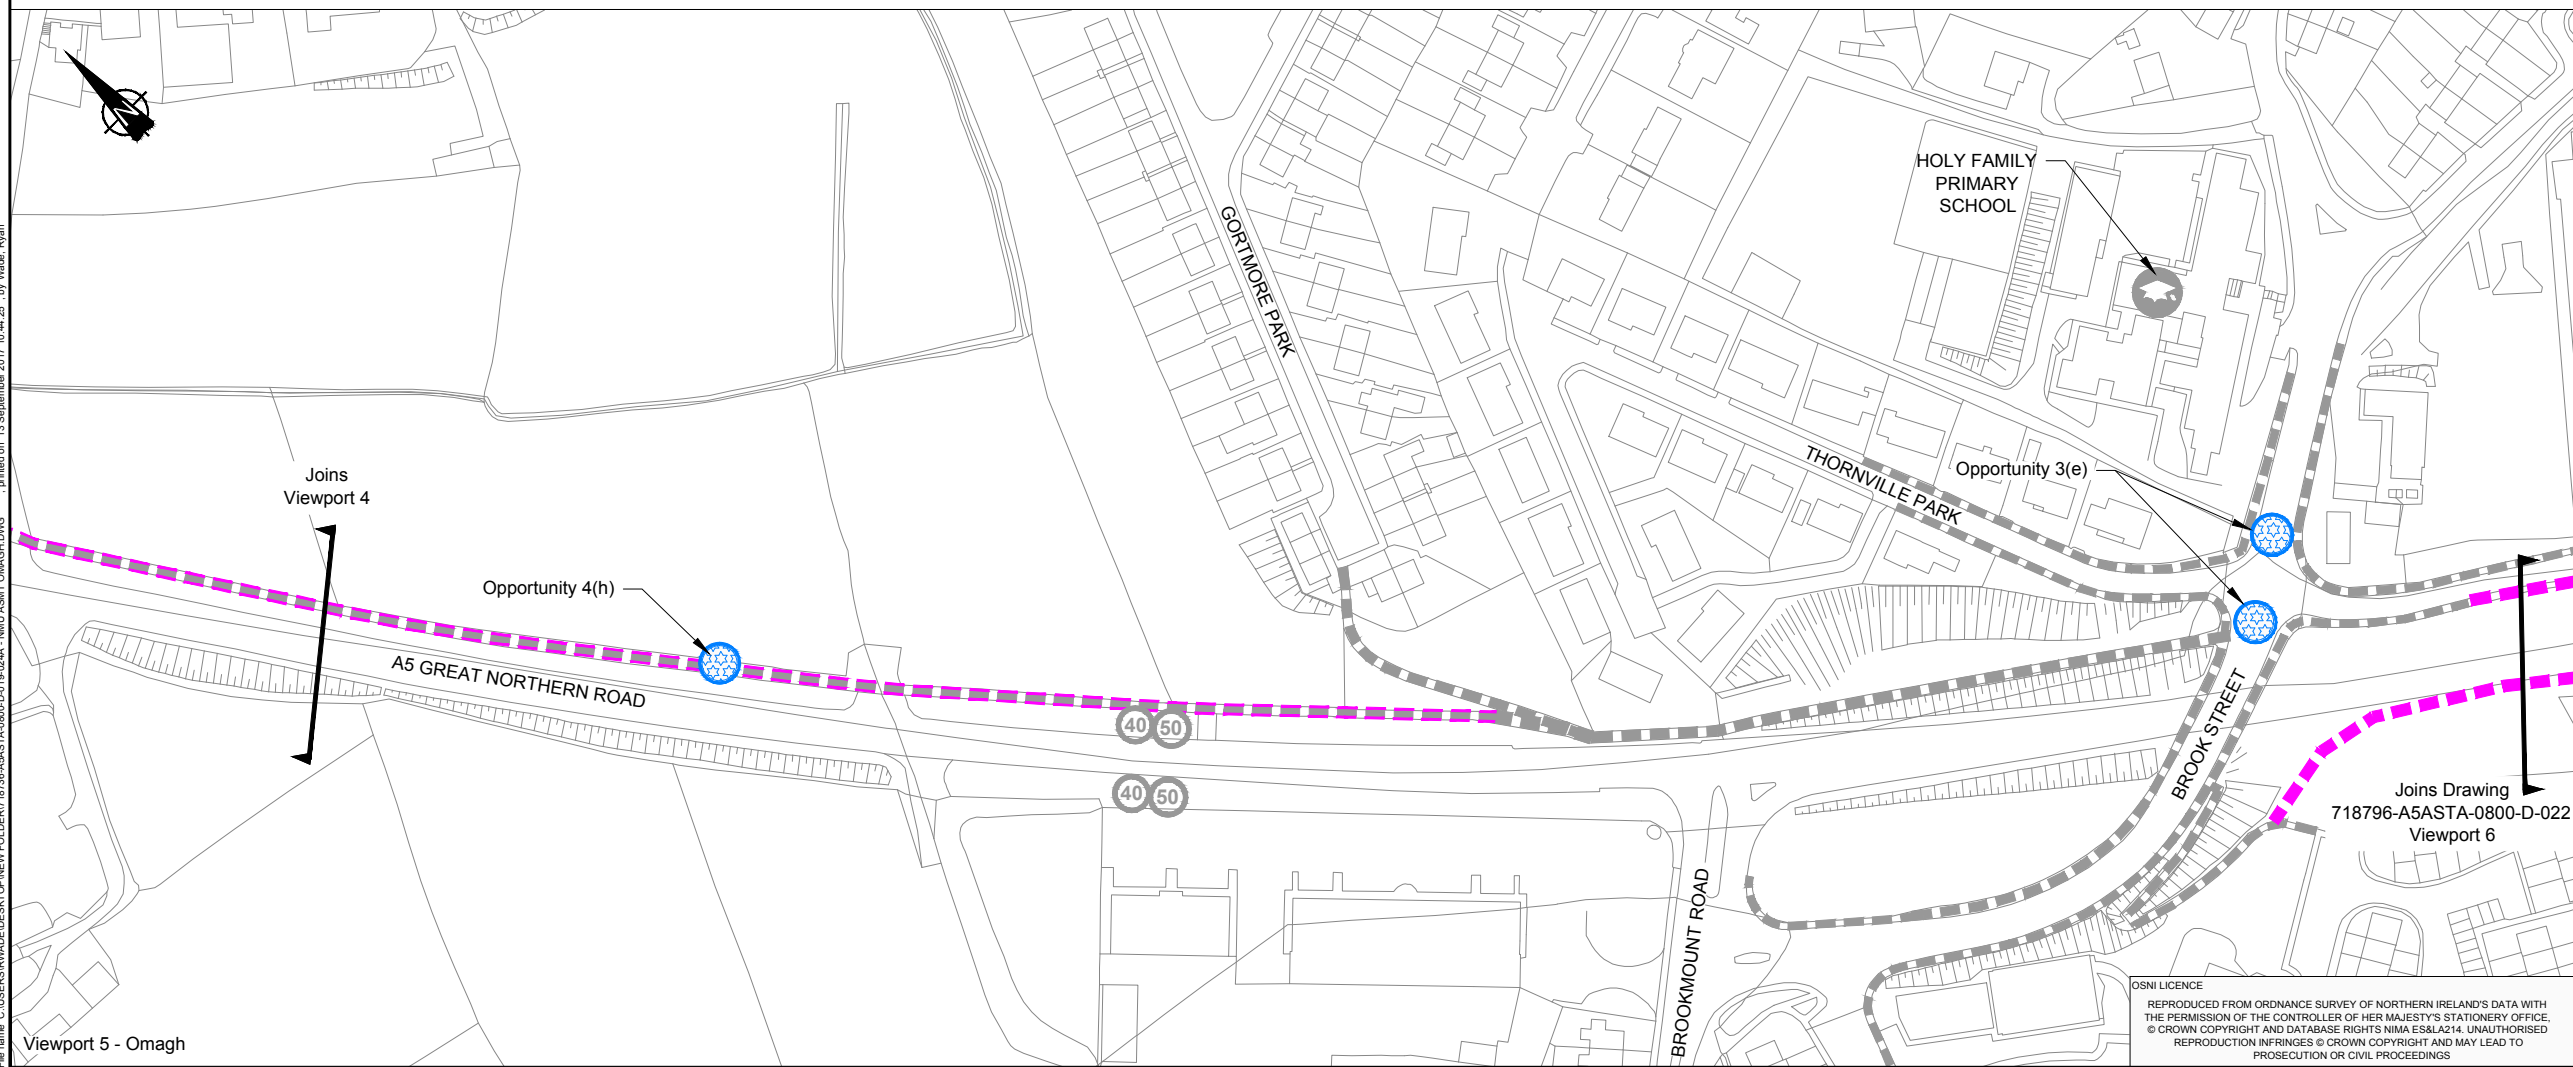 HOLY FAMILY
PRIMARY
SCHOOL
GORTMORE PARK
Joins
Viewport 4
THORNVILLE PARK
Opportunity 3(e)
Opportunity 4(h)
A5 GREAT NORTHERN ROAD
40 50
40 50
BROOK STREET
Joins Drawing
718796-A5ASTA-0800-D-022
Viewport 6
BROOKMOUNT ROAD
Viewport 5 - Omagh
OSNI LICENCE
REPRODUCED FROM ORDNANCE SURVEY OF NORTHERN IRELAND'S DATA WITH
THE PERMISSION OF THE CONTROLLER OF HER MAJESTY'S STATIONERY OFFICE,
© CROWN COPYRIGHT AND DATABASE RIGHTS NIMA ES&LA214. UNAUTHORISED
REPRODUCTION INFRINGES © CROWN COPYRIGHT AND MAY LEAD TO
PROSECUTION OR CIVIL PROCEEDINGS